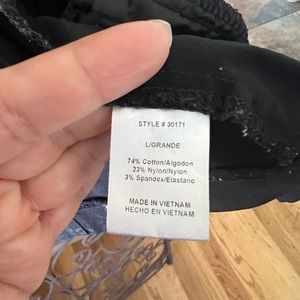 STYLE # 30171
L/GRANDE
74% Cotton/Algodon
23% Nylon/Nylon
3% Spandex/Elastano
MADE IN VIETNAM
HECHO EN VIETNAM